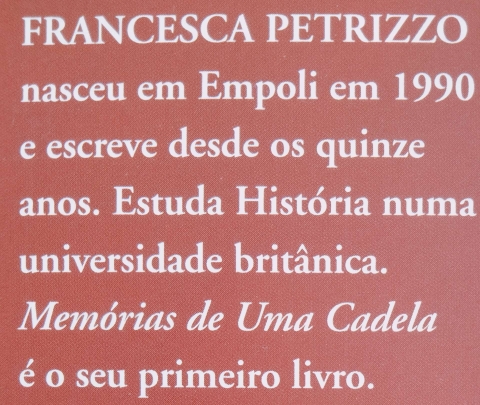 FRANCESCA PETRIZZO
nasceu em Empoli em 1990
e escreve desde os quinze
anos. Estuda História numa
universidade britânica.
Memórias de Uma Cadela
é o seu primeiro livro.